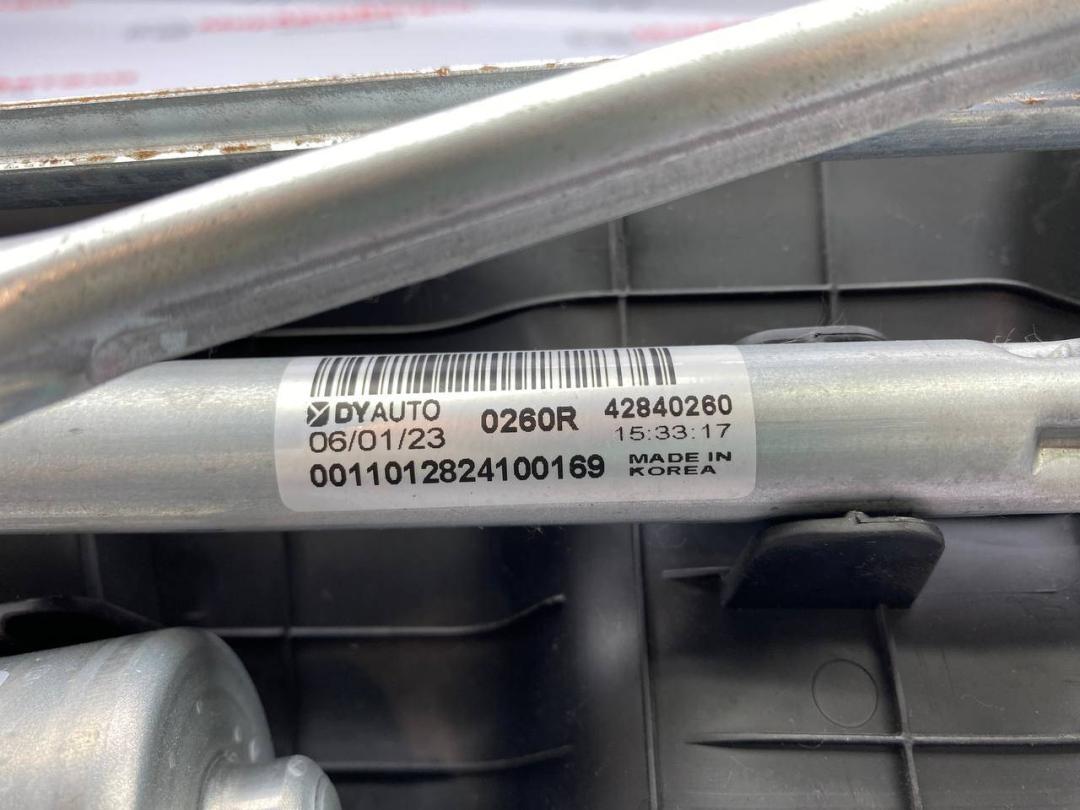 DYAUTO 0260R 42840260
06/01/23 15:33:17
0011012824100169 MADE IN
KOREA